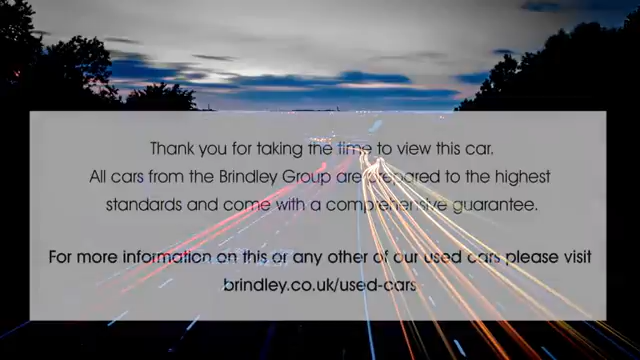 Thank you for taking the time to view this car.
All cars from the Brindley Group are prepared to the highest
standards and come with a comprehensive guarantee.
For more information on this or any other of our used cars please visit
brindley.co.uk/used-cars